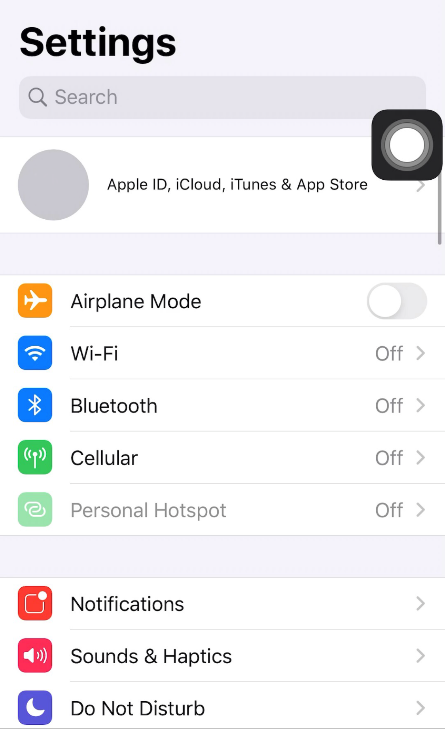 Settings
Search
Apple ID, iCloud, iTunes & App Store
Airplane Mode
Wi-Fi Off
Bluetooth Off
Cellular Off
Personal Hotspot Off
Notifications
Sounds & Haptics
Do Not Disturb